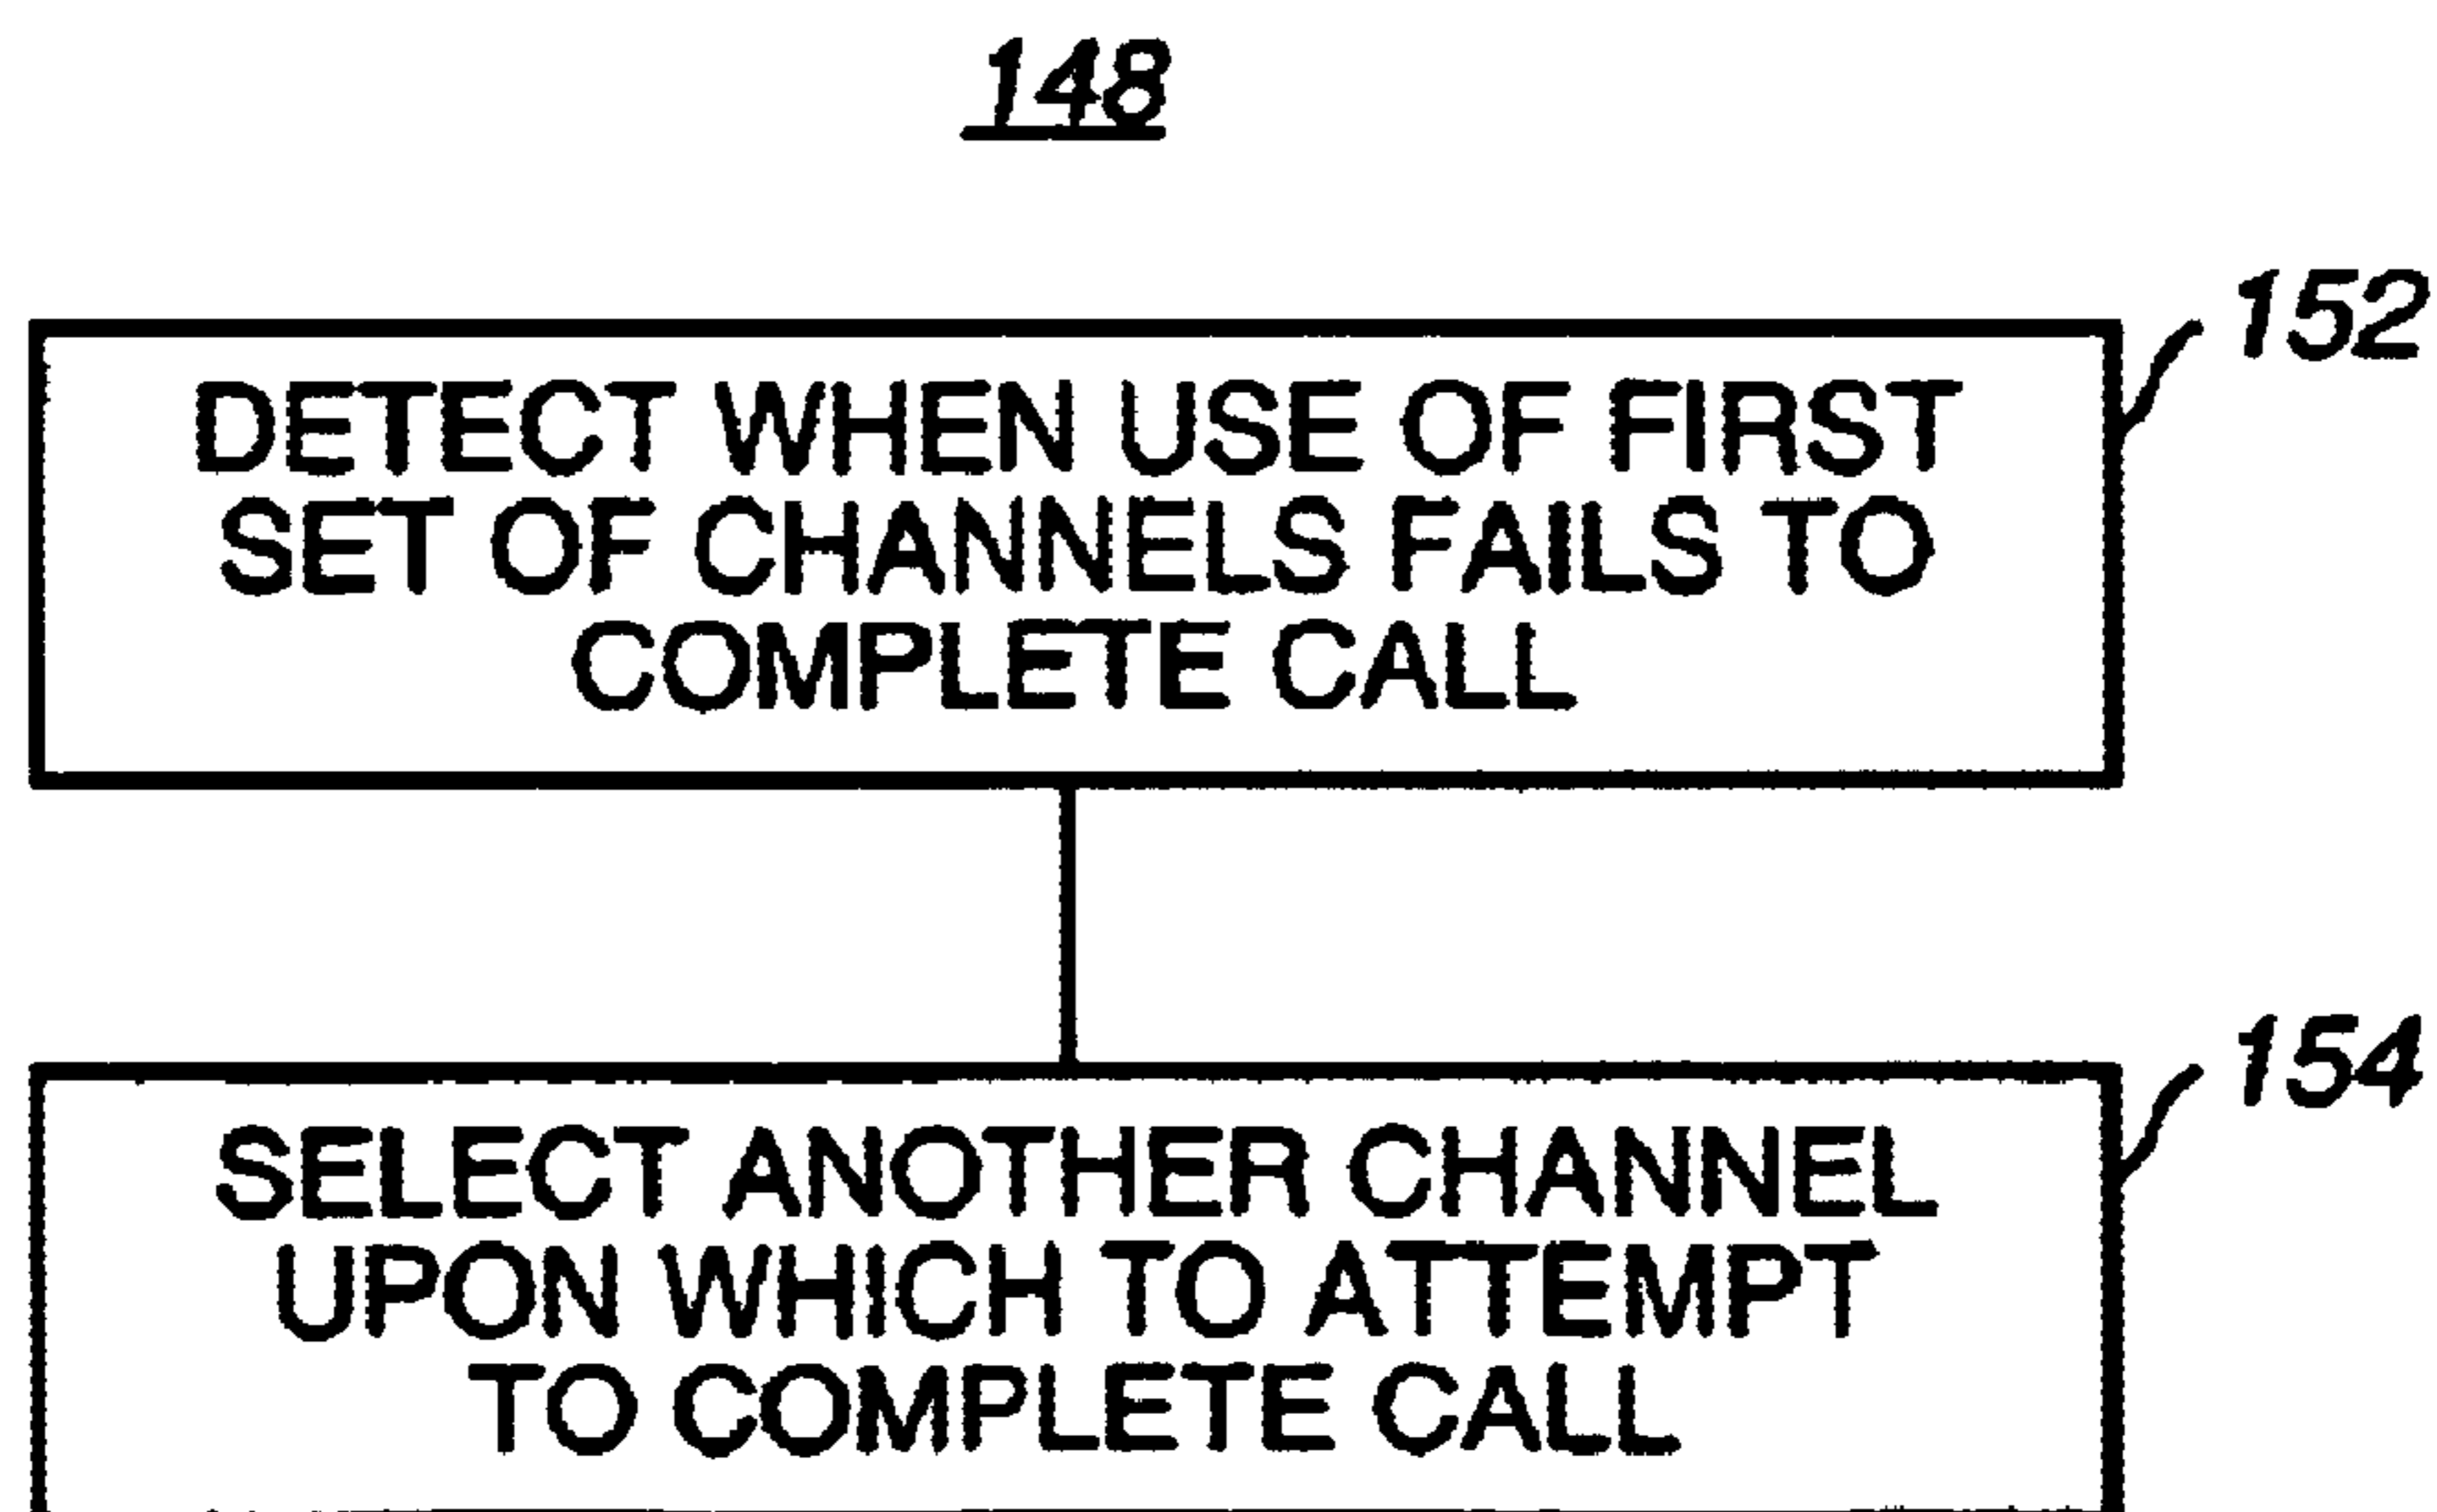 148
152
DETECT WHEN USE OF FIRST
SET OF CHANNELS FAILS TO
COMPLETE CALL
154
SELECT ANOTHER CHANNEL
UPON WHICH TO ATTEMPT
TO COMPLETE CALL